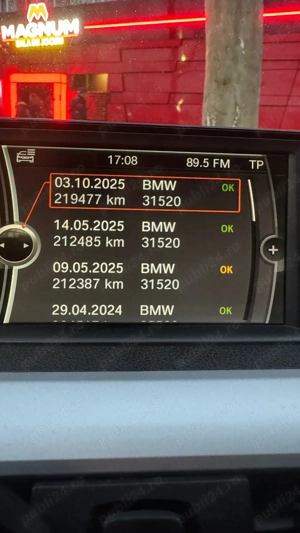 MAGNUM
17:08 89.5 FM TP
03.10.2025 BMW OK
219477 km 31520
14.05.2025 BMW OK
212485 km 31520
09.05.2025 BMW OK
212387 km 31520
29.04.2024 BMW OK